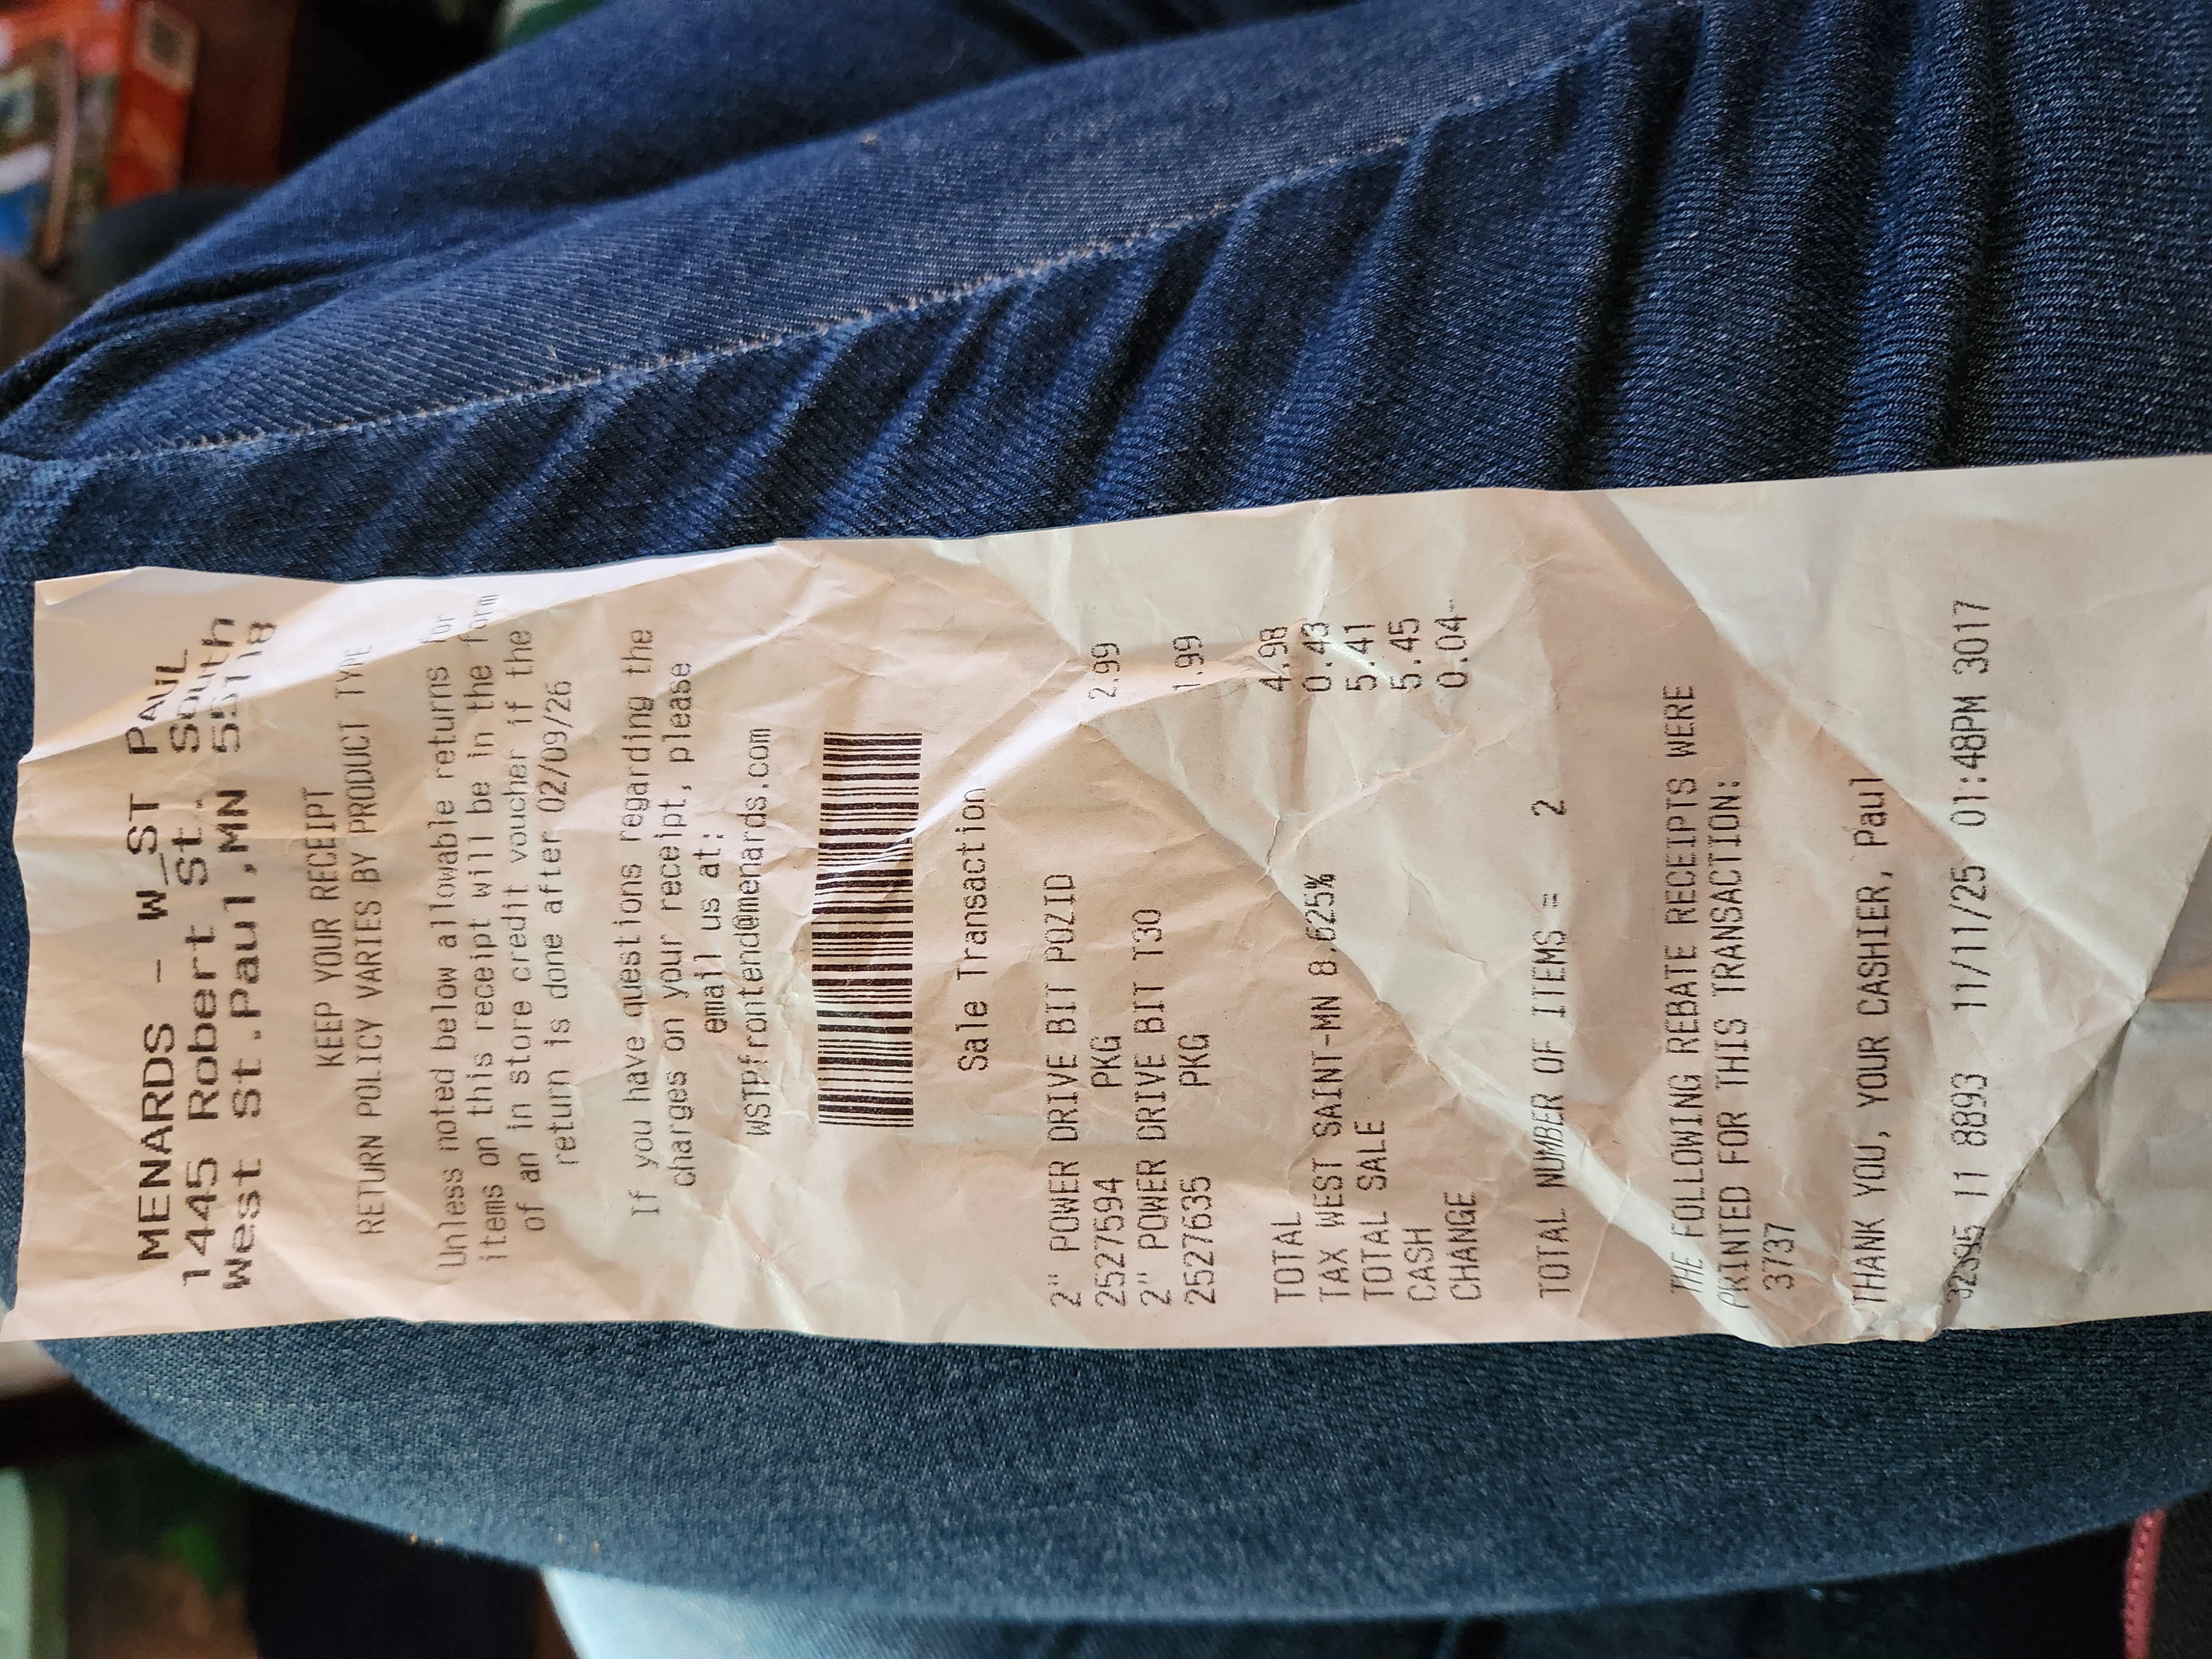 MENARDS - W_ST PAUL
1445 Robert St. South
West St.Paul,MN 55118
KEEP YOUR RECEIPT
RETURN POLICY VARIES BY PRODUCT TYPE
Unless noted below allowable returns for
items on this receipt will be in the form
of an in store credit voucher if the
return is done after 02/09/26
If you have questions regarding the
charges on your receipt, please
email us at:
WSTPfrontend@menards.com
Sale Transaction
2" POWER DRIVE BIT POZID
2527594 PKG 2.99
2" POWER DRIVE BIT T30
2527635 PKG 1.99
TOTAL 4.98
TAX WEST SAINT-MN 8.625% 0.43
TOTAL SALE 5.41
CASH 5.45
CHANGE 0.04-
TOTAL NUMBER OF ITEMS = 2
THE FOLLOWING REBATE RECEIPTS WERE
PRINTED FOR THIS TRANSACTION:
3737
THANK YOU, YOUR CASHIER, Paul
11 8893 11/11/25 01:48PM 3017